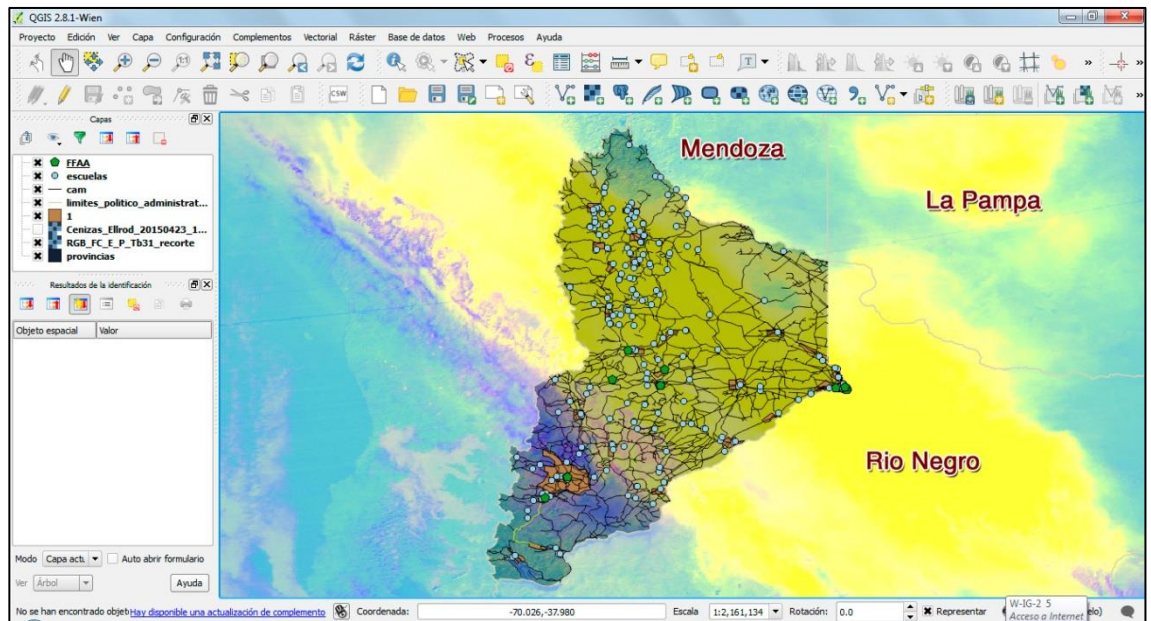 QGIS 2.8.1-Wien
Proyecto Edición Ver Capa Configuración Complementos Vectorial Ráster Base de datos Web Procesos Ayuda
CSW
Capas
FFAA
escuelas
cam
limites_politico_administrat...
1
Cenizas_Ellrod_20150423_1...
RGB_FC_E_P_Tb31_recorte
provincias
Resultados de la identificación
Objeto espacial Valor
Modo Capa actu Auto abrir formulario
Ver Árbol Ayuda
Mendoza
La Pampa
Rio Negro
No se han encontrado objet Hay disponible una actualización de complemento Coordenada: -70.026,-37.980 Escala 1:2,161,134 Rotación: 0.0 Representar elo)
W-IG-2 5
Acceso a Internet